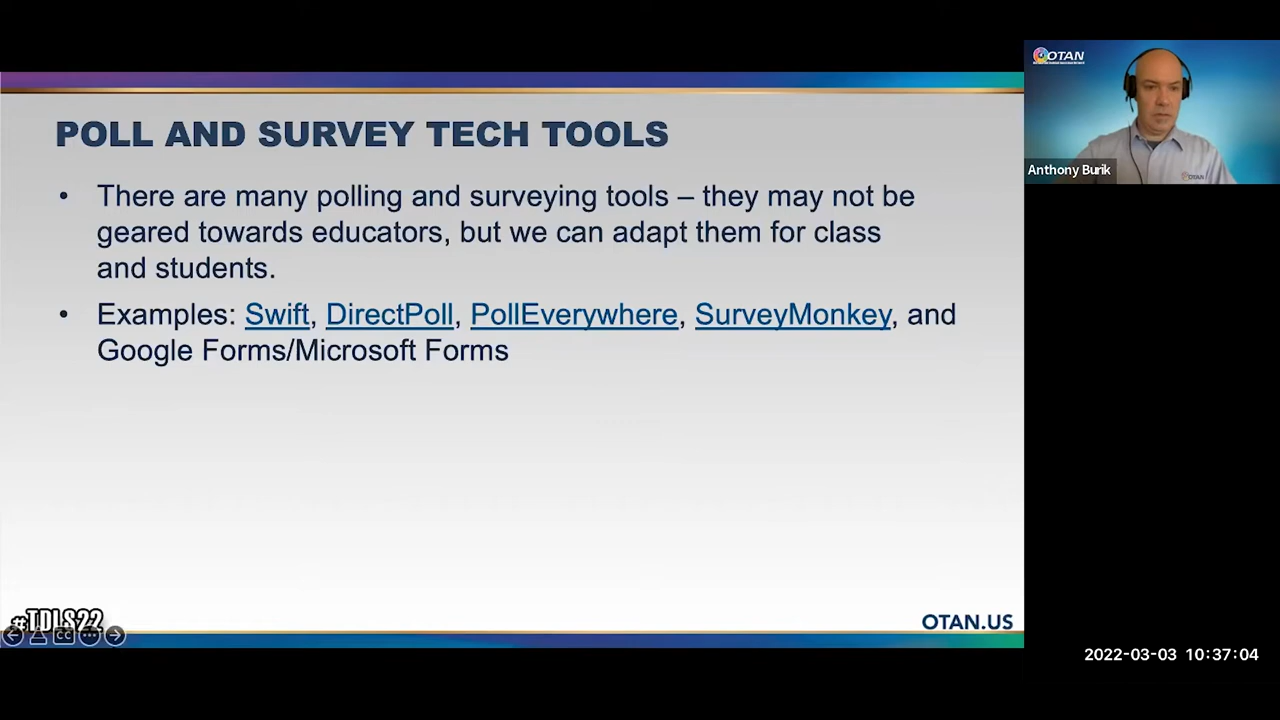 POLL AND SURVEY TECH TOOLS
• There are many polling and surveying tools – they may not be
geared towards educators, but we can adapt them for class
and students.
• Examples: Swift, DirectPoll, PollEverywhere, SurveyMonkey, and
Google Forms/Microsoft Forms
#TDLS22
CC
OTAN.US
OTAN
Anthony Burik
OTAN
2022-03-03 10:37:04